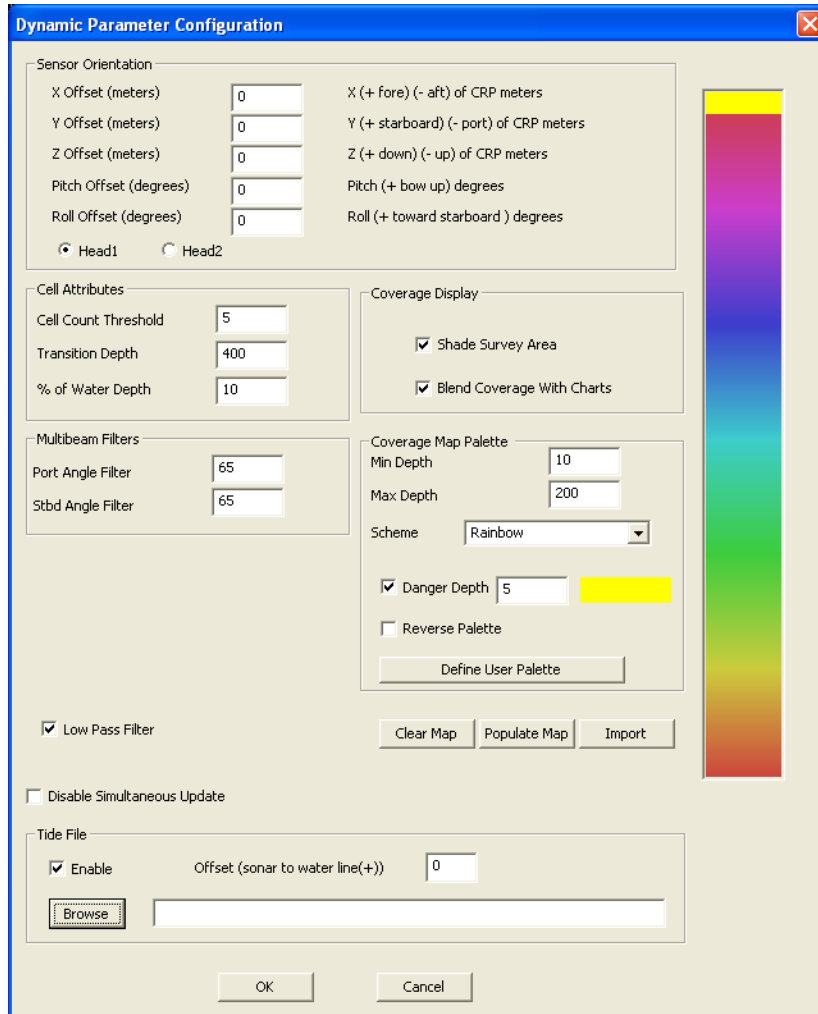 Dynamic Parameter Configuration
Sensor Orientation
X Offset (meters) 0 X (+ fore) (- aft) of CRP meters
Y Offset (meters) 0 Y (+ starboard) (- port) of CRP meters
Z Offset (meters) 0 Z (+ down) (- up) of CRP meters
Pitch Offset (degrees) 0 Pitch (+ bow up) degrees
Roll Offset (degrees) 0 Roll (+ toward starboard ) degrees
Head1 Head2
Cell Attributes
Cell Count Threshold 5
Transition Depth 400
% of Water Depth 10
Coverage Display
Shade Survey Area
Blend Coverage With Charts
Multibeam Filters
Port Angle Filter 65
Stbd Angle Filter 65
Coverage Map Palette
Min Depth 10
Max Depth 200
Scheme Rainbow
Danger Depth 5
Reverse Palette
Define User Palette
Low Pass Filter
Clear Map Populate Map Import
Disable Simultaneous Update
Tide File
Enable Offset (sonar to water line(+)) 0
Browse
OK Cancel